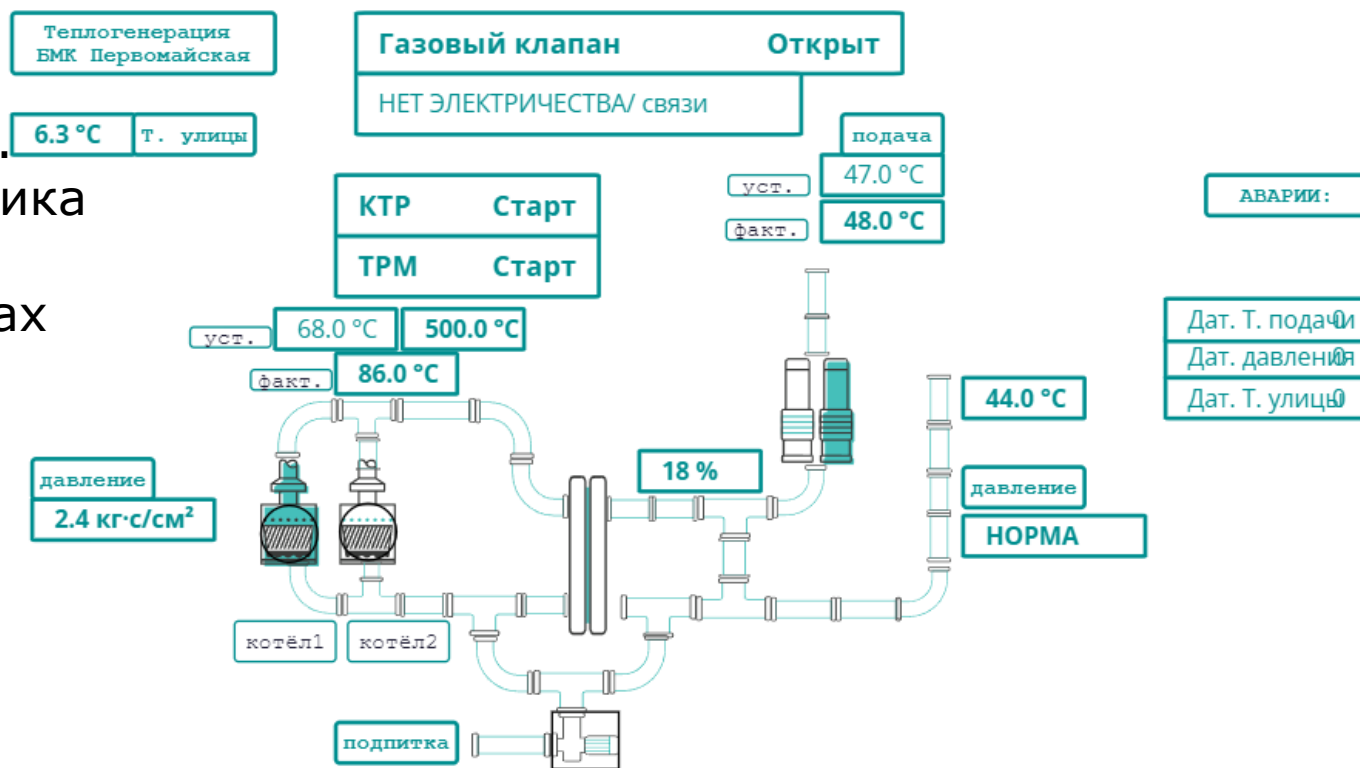 Теплогенерация
БМК Первомайская
Газовый клапан Открыт
НЕТ ЭЛЕКТРИЧЕСТВА/ связи
6.3 °C Т. улицы
подача
уст. 47.0 °C
факт. 48.0 °C
ика
ах
КТР Старт
ТРМ Старт
АВАРИИ:
уст. 68.0 °C 500.0 °C
факт. 86.0 °C
Дат. Т. подачи 0
Дат. давления 0
Дат. Т. улицы 0
44.0 °C
18 %
давление
2.4 кг·с/см²
давление
НОРМА
котёл1 котёл2
подпитка